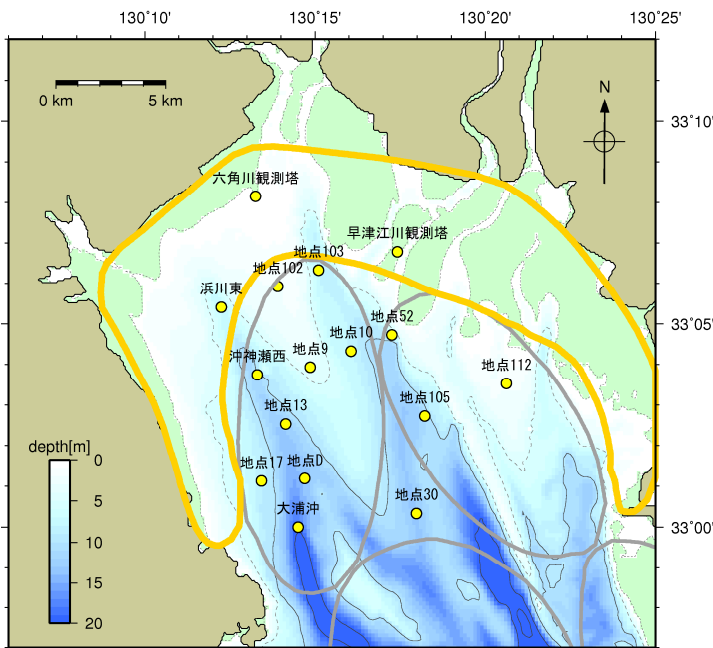 130°10' 130°15' 130°20' 130°25'
0 km 5 km
N
33°10'
六角川観測塔
早津江川観測塔
地点103
地点102
浜川東
33°05'
地点52
地点10
沖神瀬西 地点9
地点112
地点105
地点13
depth[m]
0
5
10
15
20
地点17 地点D
地点30
大浦沖
33°00'